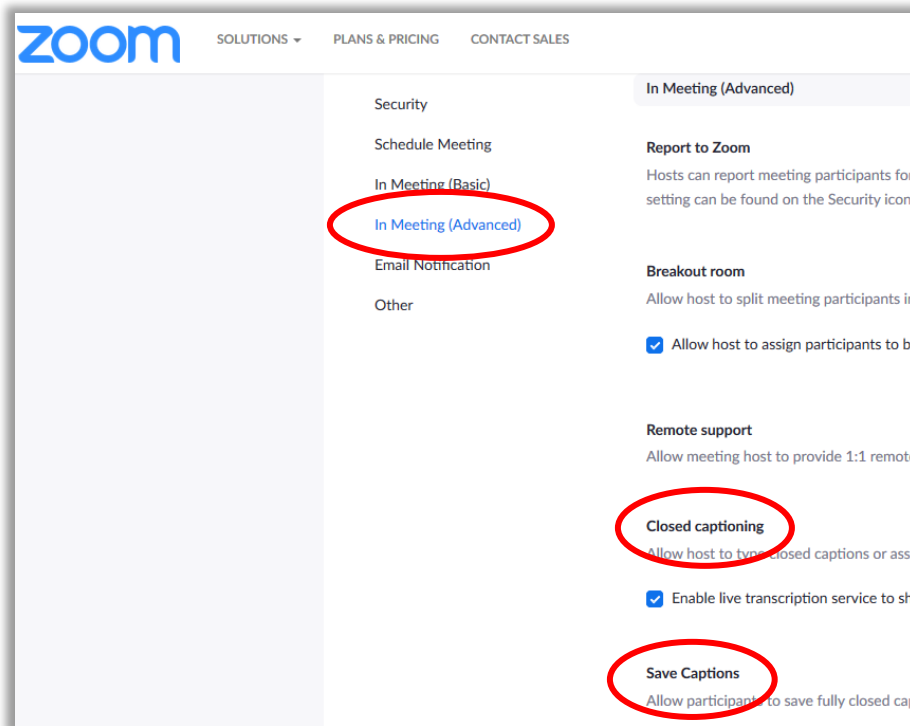 zoom
SOLUTIONS
PLANS & PRICING
CONTACT SALES
Security
Schedule Meeting
In Meeting (Basic)
In Meeting (Advanced)
Email Notification
Other
In Meeting (Advanced)
Report to Zoom
Hosts can report meeting participants for
setting can be found on the Security icon
Breakout room
Allow host to split meeting participants
Allow host to assign participants to
Remote support
Allow meeting host to provide 1:1
Closed captioning
Allow host to type closed captions or
Enable live transcription service to
Save Captions
Allow participants to save fully closed